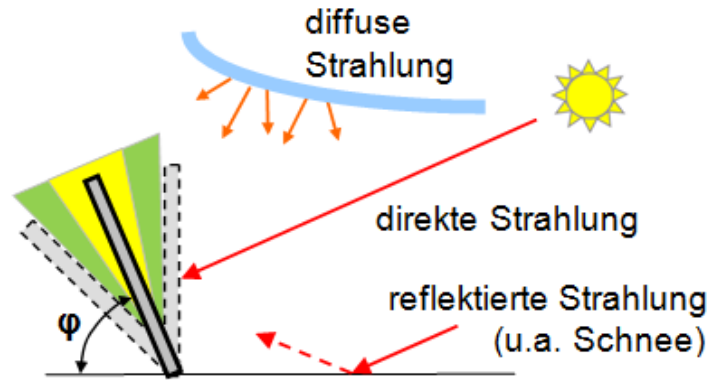 diffuse
Strahlung
direkte Strahlung
reflektierte Strahlung
(u.a. Schnee)
φ